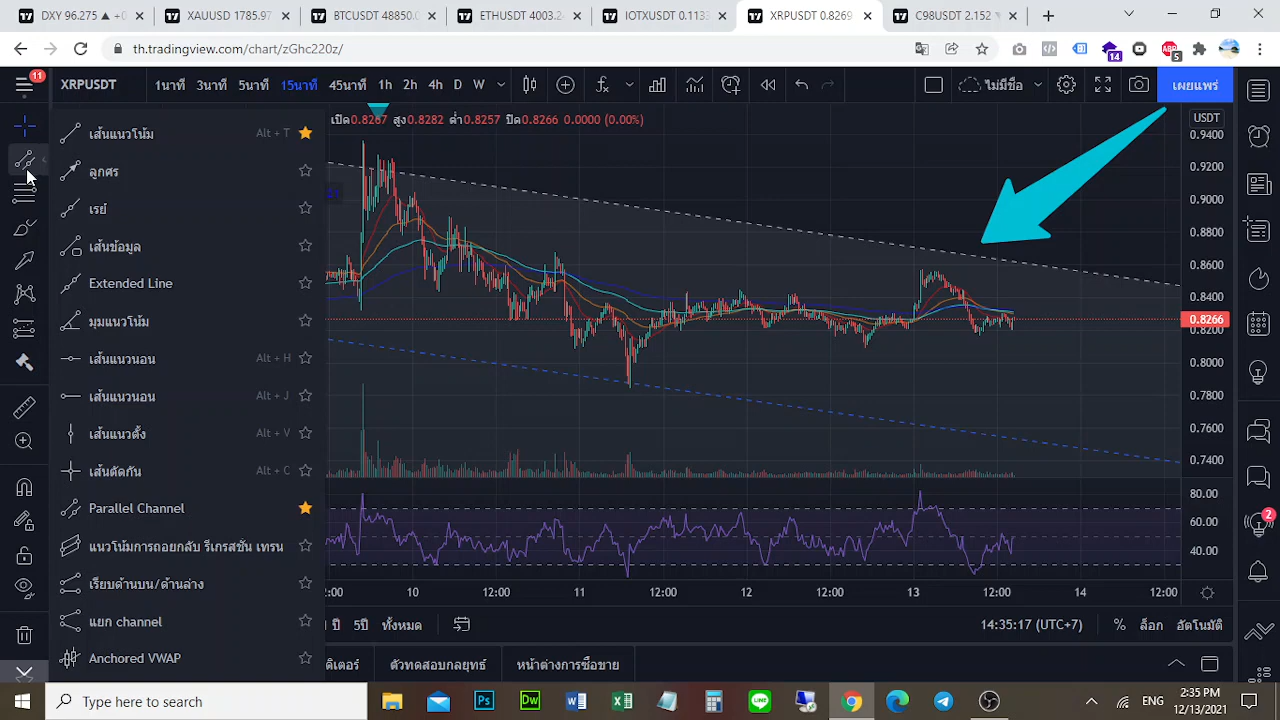 DXY 96.275 ▲ +0
XAUUSD 1785.97
BTCUSDT 48850.0
ETHUSDT 4003.24
IOTXUSDT 0.1133
XRPUSDT 0.8269
C98USDT 2.152
th.tradingview.com/chart/zGhc220z/
14
5
11
XRPUSDT
1นาที 3นาที 5นาที 15นาที 45นาที 1h 2h 4h D W
ไม่มีชื่อ
เผยแพร่
เปิด0.8267 สูง0.8282 ต่ำ0.8257 ปิด0.8266 0.0000 (0.00%)
USDT
เส้นแนวโน้ม Alt + T
ลูกศร
เรย์
เส้นข้อมูล
Extended Line
มุมแนวโน้ม
เส้นแนวนอน Alt + H
เส้นแนวนอน Alt + J
เส้นแนวตั้ง Alt + V
เส้นตัดกัน Alt + C
Parallel Channel
แนวโน้มการถอยกลับ รีเกรสชั่น เทรน
เรียบด้านบน/ด้านล่าง
แยก channel
Anchored VWAP
0.9400
0.9200
0.9000
0.8800
0.8600
0.8400
0.8266
0.8200
0.8000
0.7800
0.7600
0.7400
80.00
60.00
40.00
2
:00 10 12:00 11 12:00 12 12:00 13 12:00 14 12:00
ปี 5ปี ทั้งหมด
14:35:17 (UTC+7) % ล็อก อัตโนมัติ
ดิเตอร์ ตัวทดสอบกลยุทธ์ หน้าต่างการซื้อขาย
Type here to search
ENG
2:35 PM
12/13/2021